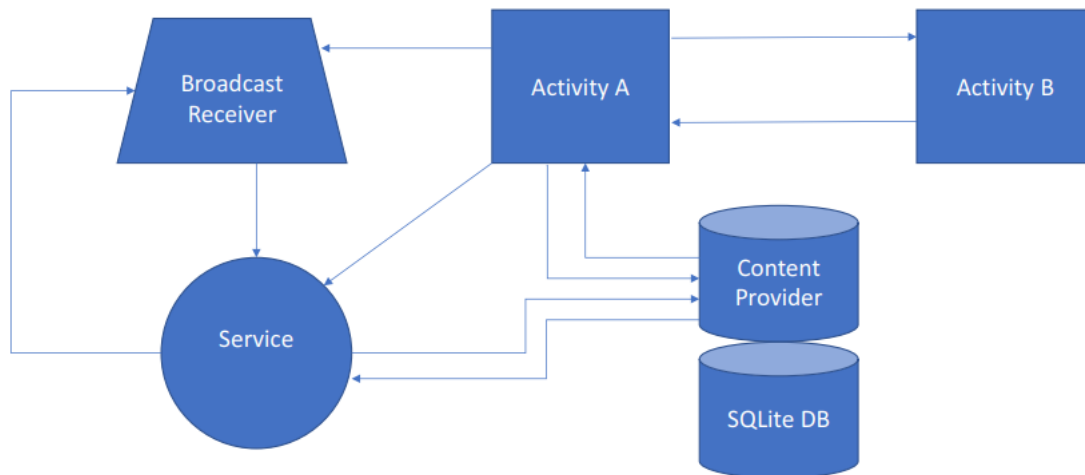 Broadcast
Receiver
Activity A
Activity B
Content
Provider
Service
SQLite DB